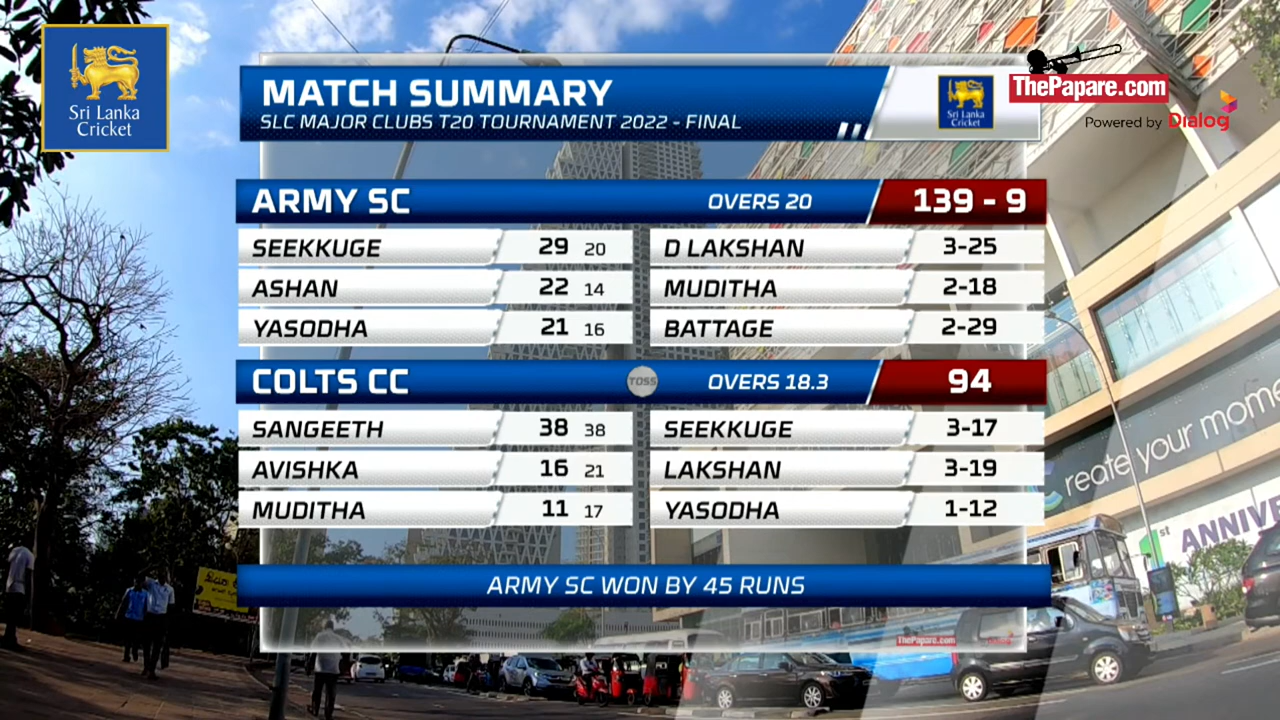 Sri Lanka
Cricket
MATCH SUMMARY
SLC MAJOR CLUBS T20 TOURNAMENT 2022 - FINAL
Sri Lanka
Cricket
ThePapare.com
Powered by Dialog
ARMY SC OVERS 20 139 - 9
SEEKKUGE 29 20 D LAKSHAN 3-25
ASHAN 22 14 MUDITHA 2-18
YASODHA 21 16 BATTAGE 2-29
COLTS CC TOSS OVERS 18.3 94
SANGEETH 38 38 SEEKKUGE 3-17
AVISHKA 16 21 LAKSHAN 3-19
MUDITHA 11 17 YASODHA 1-12
ARMY SC WON BY 45 RUNS
reate your mome
st ANNIVE
ThePapare.com